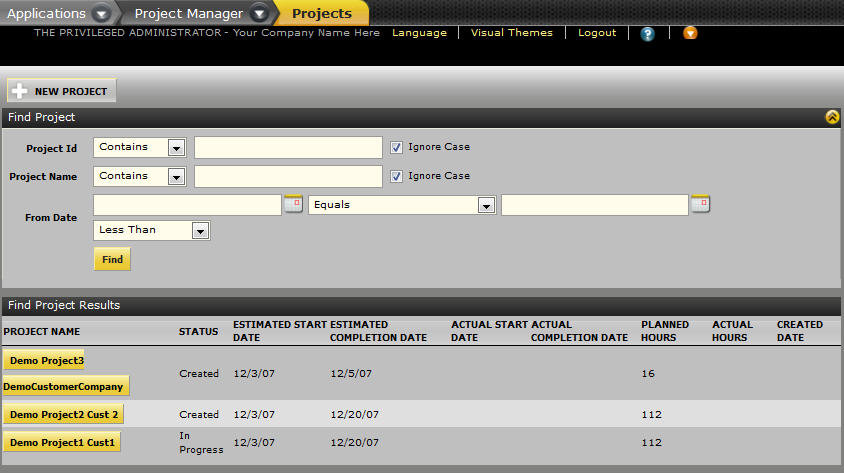 Applications Project Manager Projects
THE PRIVILEGED ADMINISTRATOR - Your Company Name Here Language Visual Themes Logout ?
NEW PROJECT
Find Project
Project Id Contains Ignore Case
Project Name Contains Ignore Case
From Date Equals
Less Than
Find
Find Project Results
PROJECT NAME STATUS ESTIMATED START DATE ESTIMATED COMPLETION DATE ACTUAL START DATE ACTUAL COMPLETION DATE PLANNED HOURS ACTUAL HOURS CREATED DATE
Demo Project3
DemoCustomerCompany Created 12/3/07 12/5/07 16
Demo Project2 Cust 2 Created 12/3/07 12/20/07 112
Demo Project1 Cust1 In Progress 12/3/07 12/20/07 112